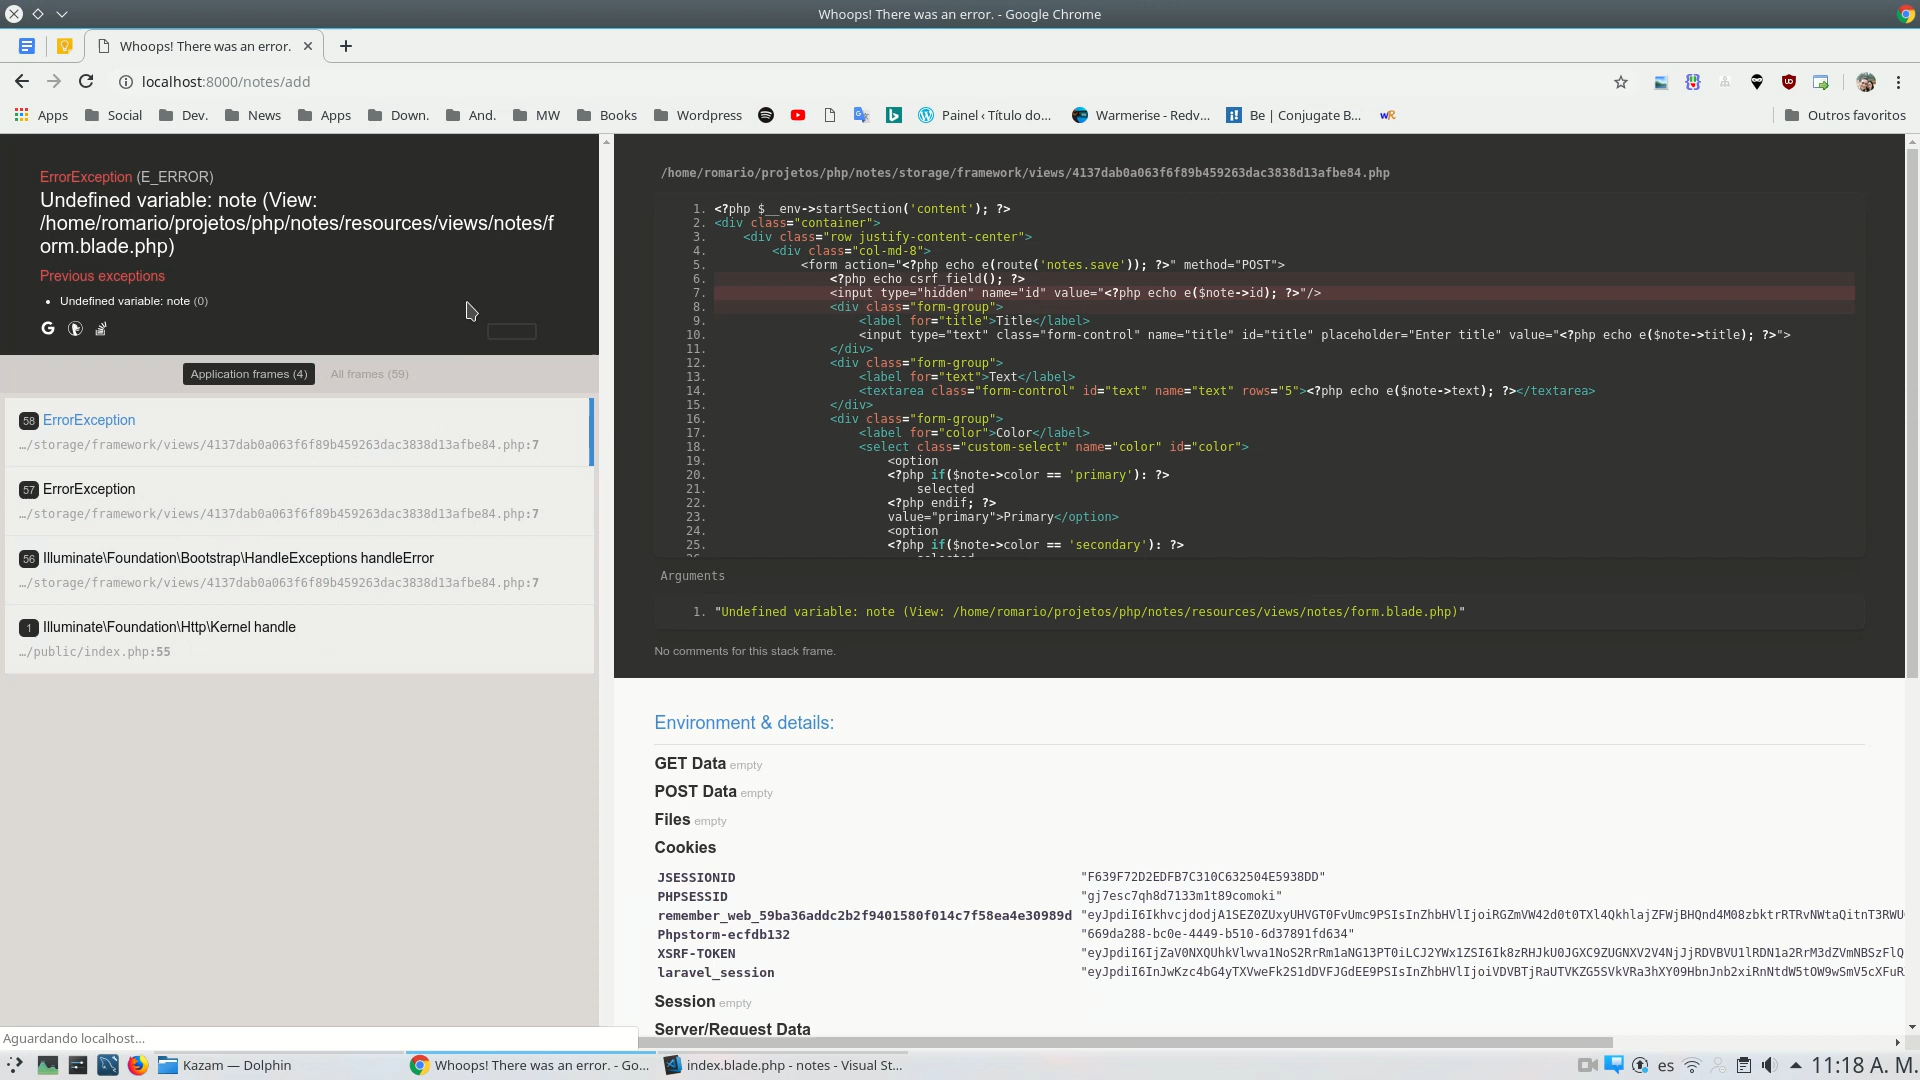 Whoops! There was an error. - Google Chrome
Whoops! There was an error.
localhost:8000/notes/add
Apps Social Dev. News Apps Down. And. MW Books Wordpress Painel ‹ Título do... Warmerise - Redv... Be | Conjugate B... wR Outros favoritos
ErrorException (E_ERROR)
Undefined variable: note (View:
/home/romario/projetos/php/notes/resources/views/notes/f
orm.blade.php)
Previous exceptions
• Undefined variable: note (0)
Application frames (4) All frames (59)
58 ErrorException
…/storage/framework/views/4137dab0a063f6f89b459263dac3838d13afbe84.php:7
57 ErrorException
…/storage/framework/views/4137dab0a063f6f89b459263dac3838d13afbe84.php:7
56 Illuminate\Foundation\Bootstrap\HandleExceptions handleError
…/storage/framework/views/4137dab0a063f6f89b459263dac3838d13afbe84.php:7
1 Illuminate\Foundation\Http\Kernel handle
…/public/index.php:55
Aguardando localhost...
/home/romario/projetos/php/notes/storage/framework/views/4137dab0a063f6f89b459263dac3838d13afbe84.php
1. <?php $__env->startSection('content'); ?>
2. <div class="container">
3. <div class="row justify-content-center">
4. <div class="col-md-8">
5. <form action="<?php echo e(route('notes.save')); ?>" method="POST">
6. <?php echo csrf_field(); ?>
7. <input type="hidden" name="id" value="<?php echo e($note->id); ?>"/>
8. <div class="form-group">
9. <label for="title">Title</label>
10. <input type="text" class="form-control" name="title" id="title" placeholder="Enter title" value="<?php echo e($note->title); ?>">
11. </div>
12. <div class="form-group">
13. <label for="text">Text</label>
14. <textarea class="form-control" id="text" name="text" rows="5"><?php echo e($note->text); ?></textarea>
15. </div>
16. <div class="form-group">
17. <label for="color">Color</label>
18. <select class="custom-select" name="color" id="color">
19. <option
20. <?php if($note->color == 'primary'): ?>
21. selected
22. <?php endif; ?>
23. value="primary">Primary</option>
24. <option
25. <?php if($note->color == 'secondary'): ?>
Arguments
1. "Undefined variable: note (View: /home/romario/projetos/php/notes/resources/views/notes/form.blade.php)"
No comments for this stack frame.
Environment & details:
GET Data empty
POST Data empty
Files empty
Cookies
JSESSIONID "F639F72D2EDFB7C310C632504E5938DD"
PHPSESSID "gj7esc7qh8d7133m1t89comoki"
remember_web_59ba36addc2b2f9401580f014c7f58ea4e30989d
Phpstorm-ecfdb132 "669da288-bc0e-4449-b510-6d37891fd634"
XSRF-TOKEN
laravel_session
Session empty
Server/Request Data
Kazam — Dolphin Whoops! There was an error. - Go... index.blade.php - notes - Visual St... es 11:18 A. M.